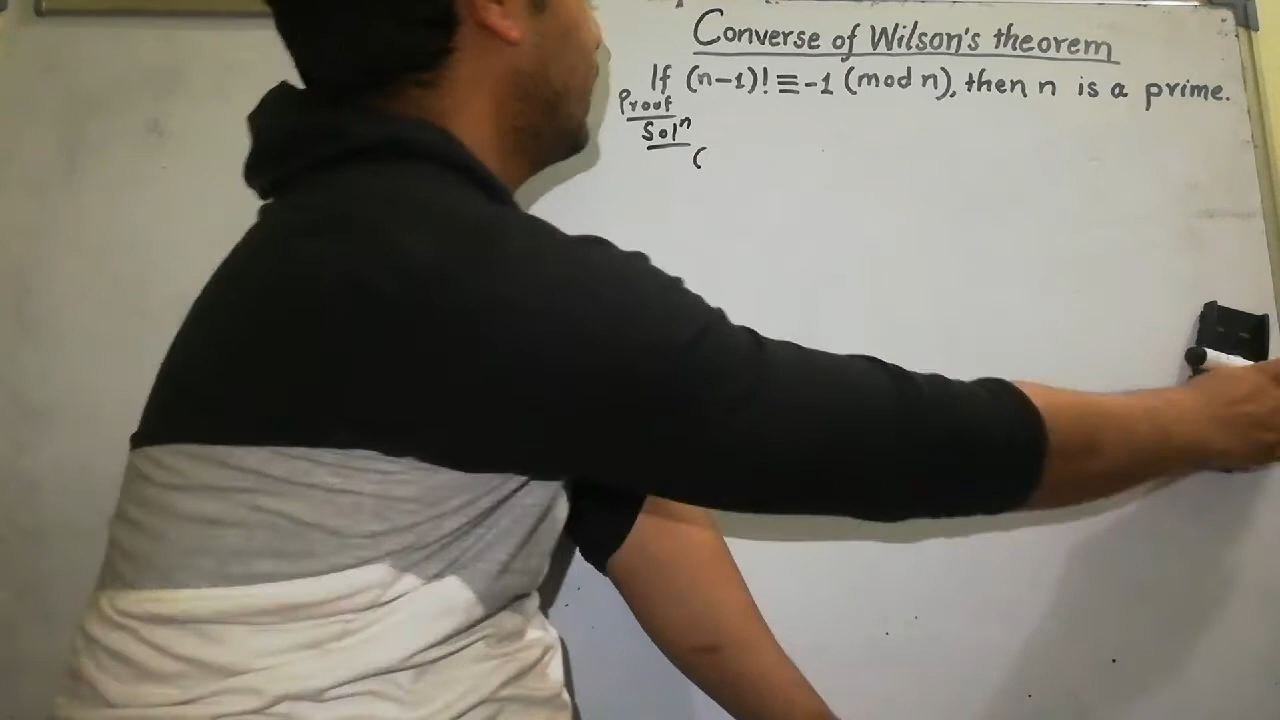 Converse of Wilson's theorem
If (n-1)! ≡ -1 (mod n), then n is a prime.
Proof
Solⁿ
(